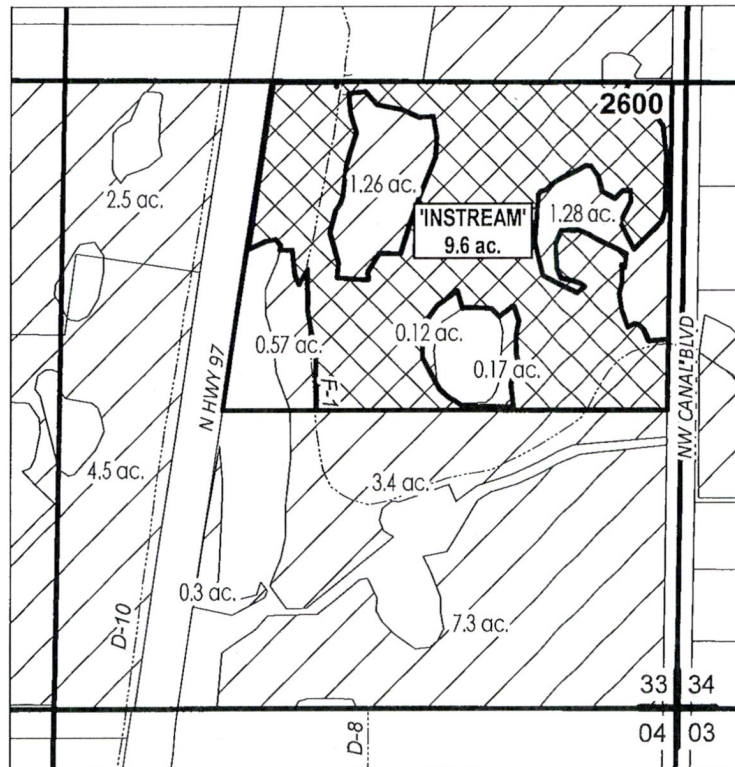 2600
1.26 ac.
2.5 ac.
'INSTREAM'
9.6 ac.
1.28 ac.
0.57 ac.
0.12 ac.
0.17 ac.
F-1
N HWY 97
NW CANAL BLVD
4.5 ac.
3.4 ac.
0.3 ac.
7.3 ac.
D-10
33 34
04 03
D-8